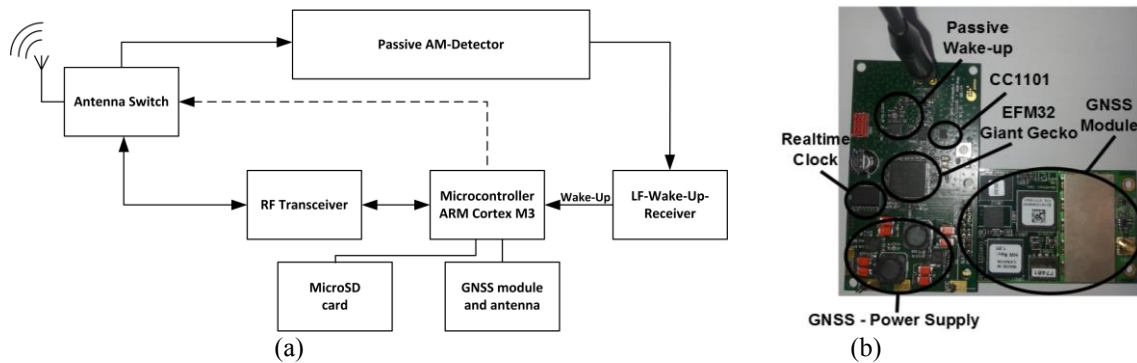 Passive AM-Detector
Antenna Switch
RF Transceiver
Microcontroller
ARM Cortex M3
Wake-Up
LF-Wake-Up-
Receiver
MicroSD
card
GNSS module
and antenna
(a)
Passive
Wake-up
CC1101
EFM32
Giant Gecko
GNSS
Module
Realtime
Clock
GNSS - Power Supply
(b)